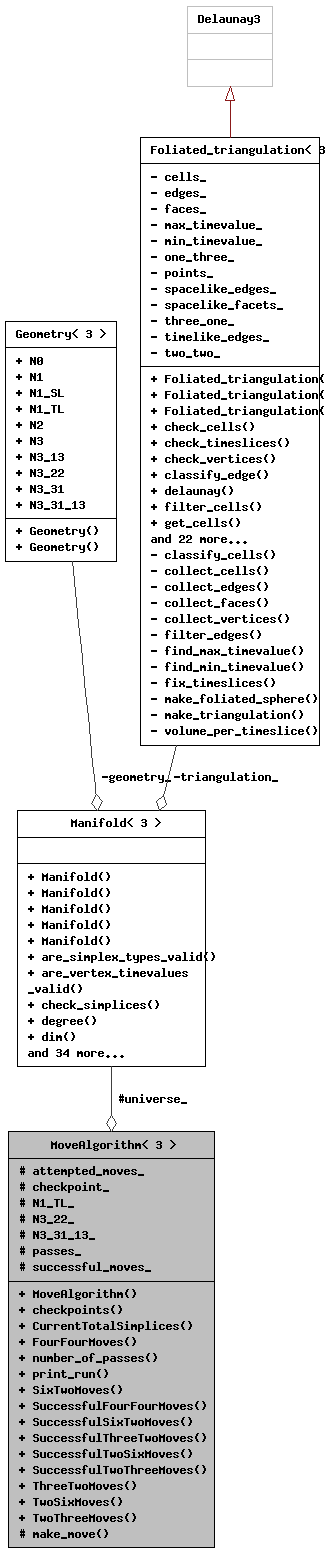 Delaunay3
Foliated_triangulation< 3
- cells_
- edges_
- faces_
- max_timevalue_
- min_timevalue_
- one_three_
- points_
- spacelike_edges_
- spacelike_facets_
- three_one_
- timelike_edges_
- two_two_
+ Foliated_triangulation(
+ Foliated_triangulation(
+ Foliated_triangulation(
+ check_cells()
+ check_timeslices()
+ check_vertices()
+ classify_edge()
+ delaunay()
+ filter_cells()
+ get_cells()
and 22 more...
- classify_cells()
- collect_cells()
- collect_edges()
- collect_faces()
- collect_vertices()
- filter_edges()
- find_max_timevalue()
- find_min_timevalue()
- fix_timeslices()
- make_foliated_sphere()
- make_triangulation()
- volume_per_timeslice()
Geometry< 3 >
+ N0
+ N1
+ N1_SL
+ N1_TL
+ N2
+ N3
+ N3_13
+ N3_22
+ N3_31
+ N3_31_13
+ Geometry()
+ Geometry()
-geometry_
-triangulation_
Manifold< 3 >
+ Manifold()
+ Manifold()
+ Manifold()
+ Manifold()
+ Manifold()
+ are_simplex_types_valid()
+ are_vertex_timevalues
_valid()
+ check_simplices()
+ degree()
+ dim()
and 34 more...
#universe_
MoveAlgorithm< 3 >
# attempted_moves_
# checkpoint_
# N1_TL_
# N3_22_
# N3_31_13_
# passes_
# successful_moves_
+ MoveAlgorithm()
+ checkpoints()
+ CurrentTotalSimplices()
+ FourFourMoves()
+ number_of_passes()
+ print_run()
+ SixTwoMoves()
+ SuccessfulFourFourMoves()
+ SuccessfulSixTwoMoves()
+ SuccessfulThreeTwoMoves()
+ SuccessfulTwoSixMoves()
+ SuccessfulTwoThreeMoves()
+ ThreeTwoMoves()
+ TwoSixMoves()
+ TwoThreeMoves()
# make_move()